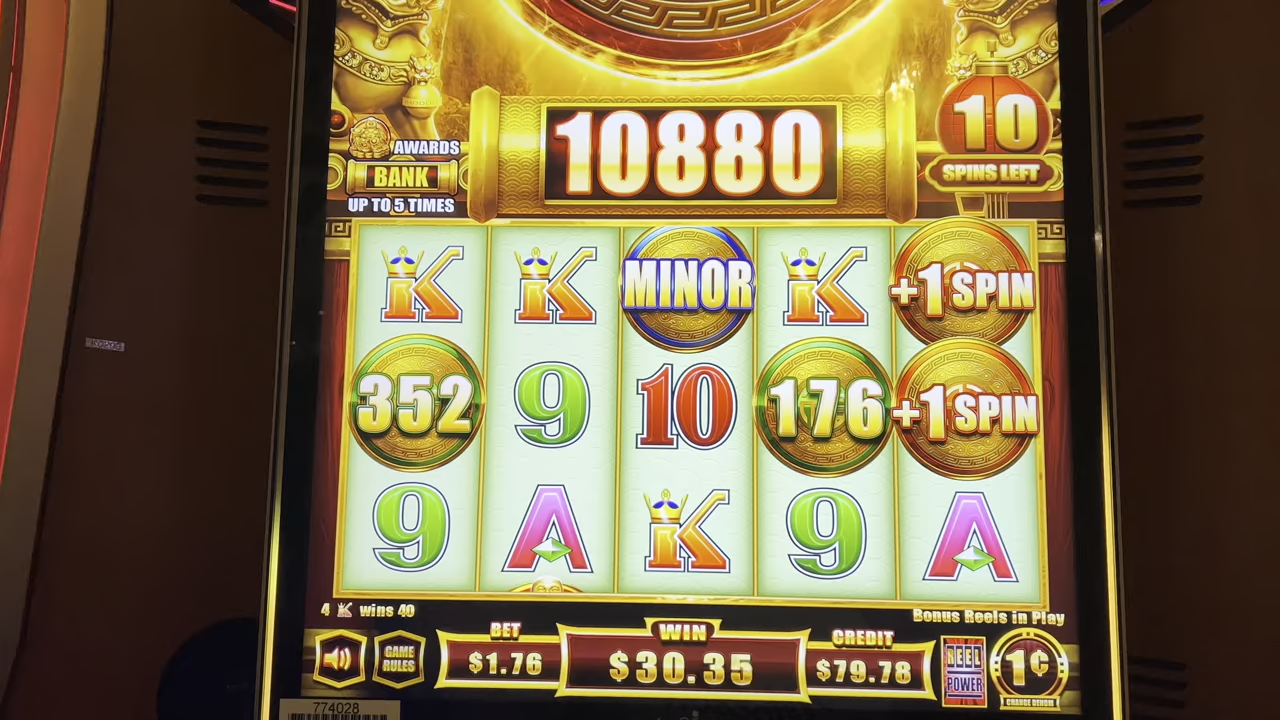 10880
10
SPINS LEFT
AWARDS
BANK
UP TO 5 TIMES
K K MINOR K +1 SPIN
352 9 10 176 +1 SPIN
9 A K 9 A
4 K wins 40
Bonus Reels in Play
BET
$1.76
WIN
$30.35
CREDIT
$79.78
GAME
RULES
REEL
POWER
1¢
CHANGE DENOM
774028